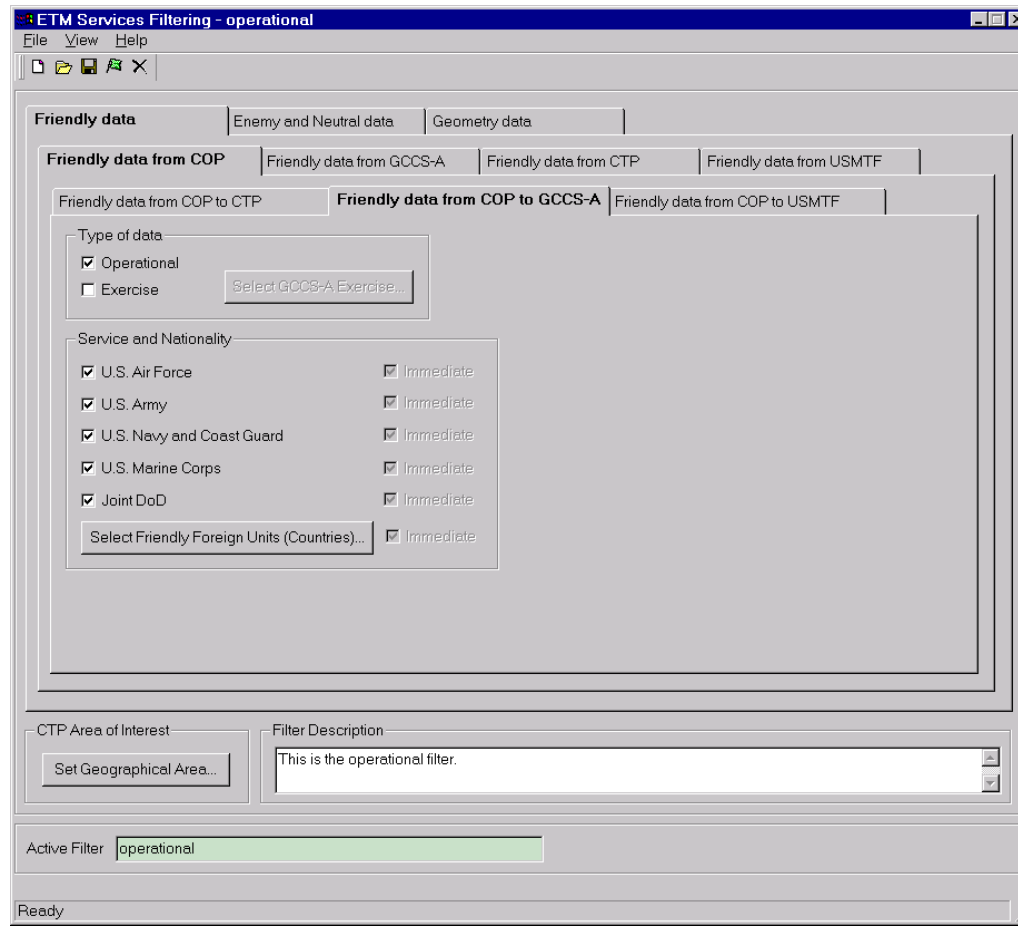 ETM Services Filtering - operational
File View Help
Friendly data Enemy and Neutral data Geometry data
Friendly data from COP Friendly data from GCCS-A Friendly data from CTP Friendly data from USMTF
Friendly data from COP to CTP Friendly data from COP to GCCS-A Friendly data from COP to USMTF
Type of data
Operational
Exercise Select GCCS-A Exercise...
Service and Nationality
U.S. Air Force Immediate
U.S. Army Immediate
U.S. Navy and Coast Guard Immediate
U.S. Marine Corps Immediate
Joint DoD Immediate
Select Friendly Foreign Units (Countries)... Immediate
CTP Area of Interest Filter Description
Set Geographical Area... This is the operational filter.
Active Filter operational
Ready